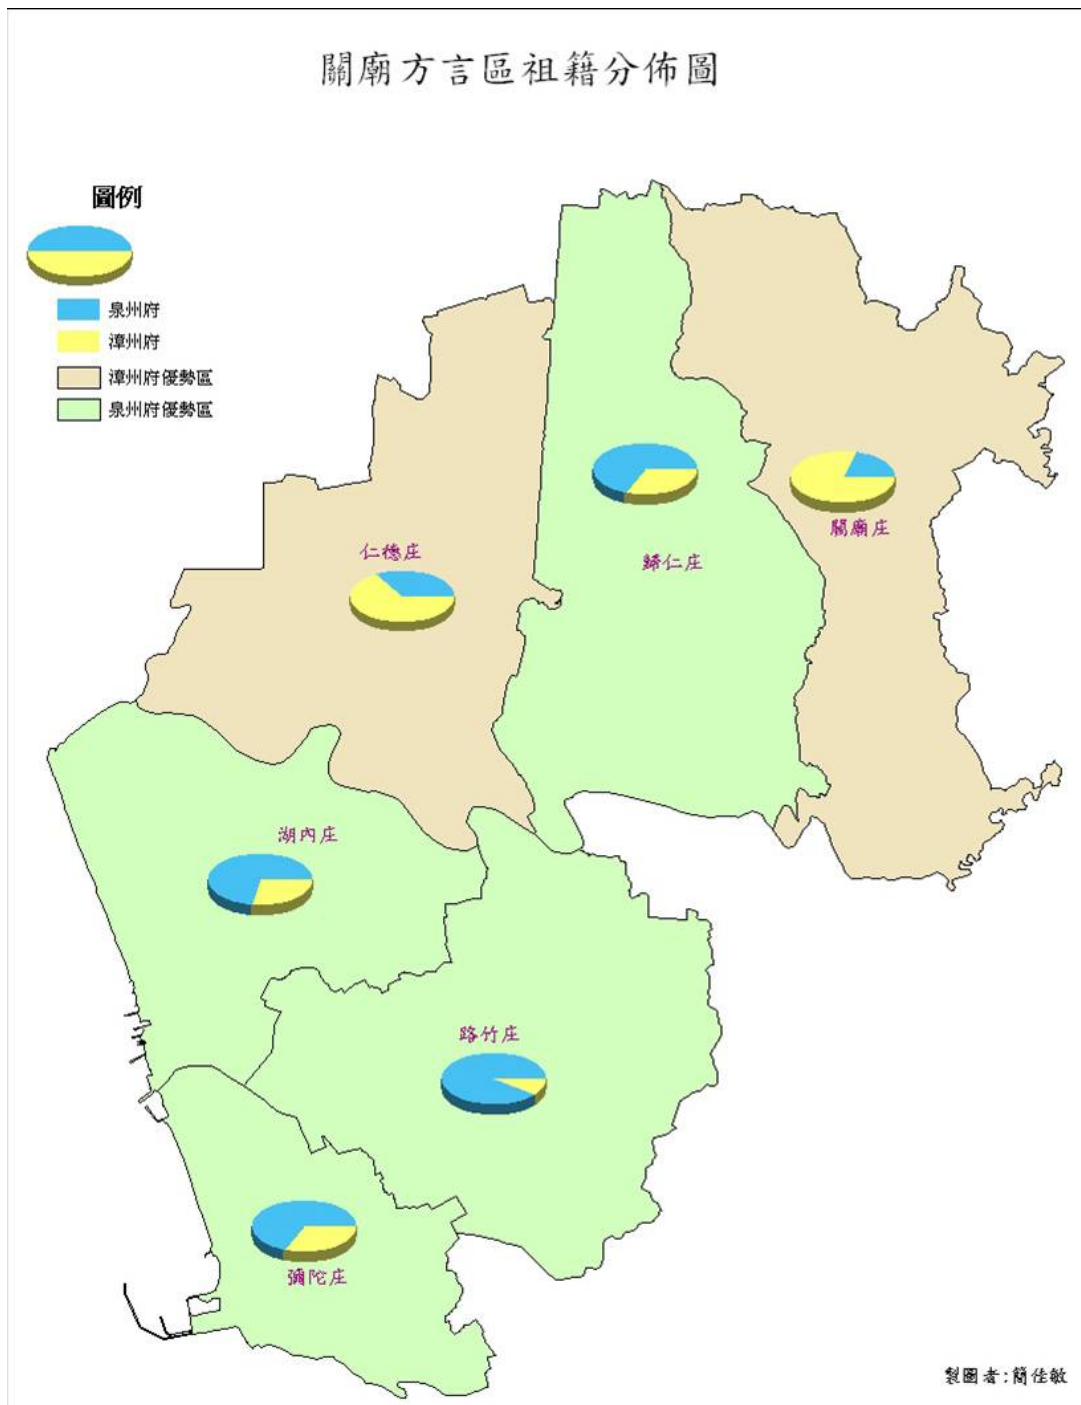 關廟方言區祖籍分佈圖
圖例
泉州府
漳州府
漳州府優勢區
泉州府優勢區
關廟庄
仁德庄
歸仁庄
湖內庄
路竹庄
彌陀庄
製圖者:簡佳敏